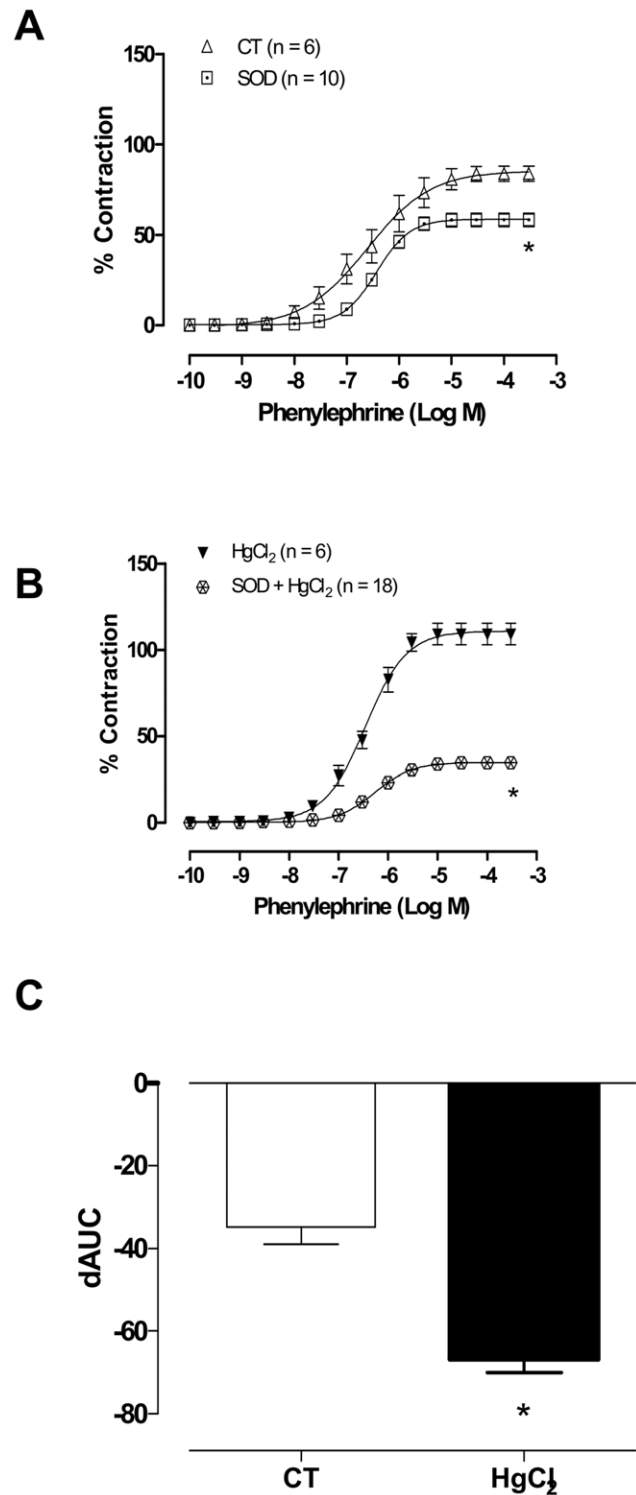 A
CT (n = 6)
SOD (n = 10)
150
100
50
0
% Contraction
*
-10 -9 -8 -7 -6 -5 -4 -3
Phenylephrine (Log M)
B
HgCl₂ (n = 6)
SOD + HgCl₂ (n = 18)
150
100
50
0
% Contraction
*
-10 -9 -8 -7 -6 -5 -4 -3
Phenylephrine (Log M)
C
0
-20
-40
-60
-80
dAUC
*
CT HgCl₂